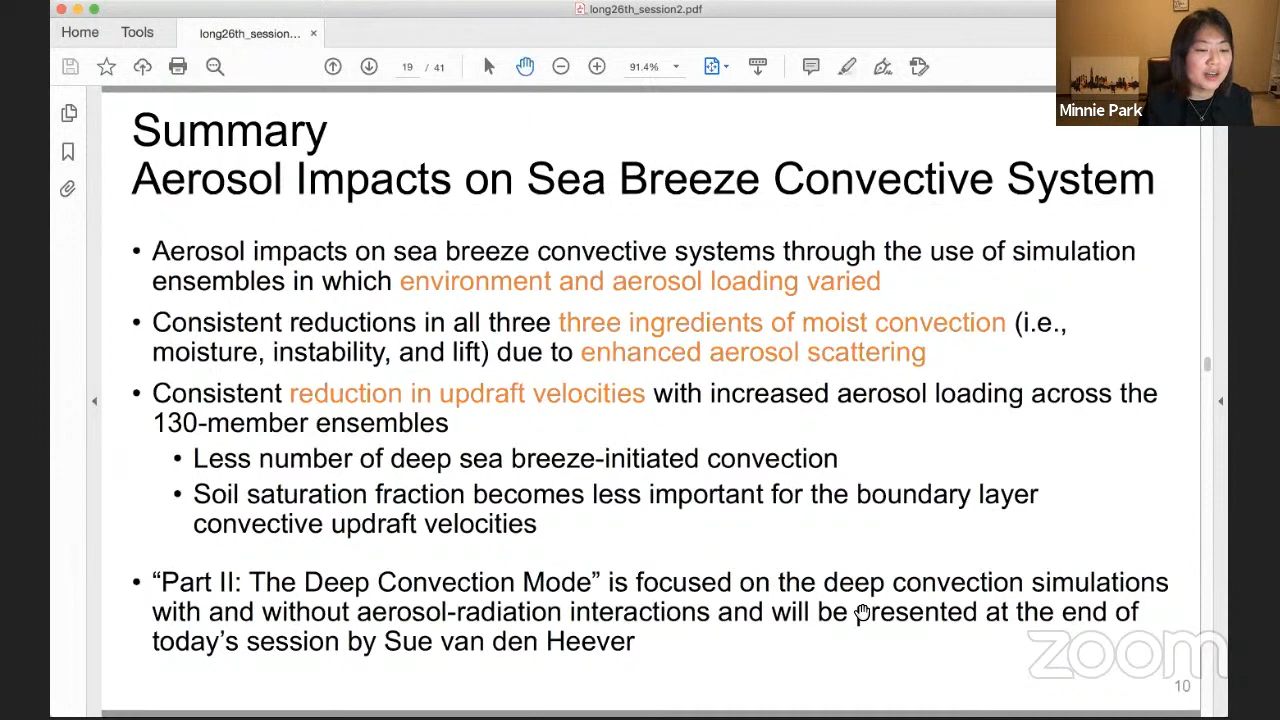 long26th_session2.pdf
Home Tools long26th_session... ×
19 / 41 91.4%
Minnie Park
Summary
Aerosol Impacts on Sea Breeze Convective System
• Aerosol impacts on sea breeze convective systems through the use of simulation
ensembles in which environment and aerosol loading varied
• Consistent reductions in all three three ingredients of moist convection (i.e.,
moisture, instability, and lift) due to enhanced aerosol scattering
• Consistent reduction in updraft velocities with increased aerosol loading across the
130-member ensembles
• Less number of deep sea breeze-initiated convection
• Soil saturation fraction becomes less important for the boundary layer
convective updraft velocities
• “Part II: The Deep Convection Mode” is focused on the deep convection simulations
with and without aerosol-radiation interactions and will be presented at the end of
today’s session by Sue van den Heever
zoom
10